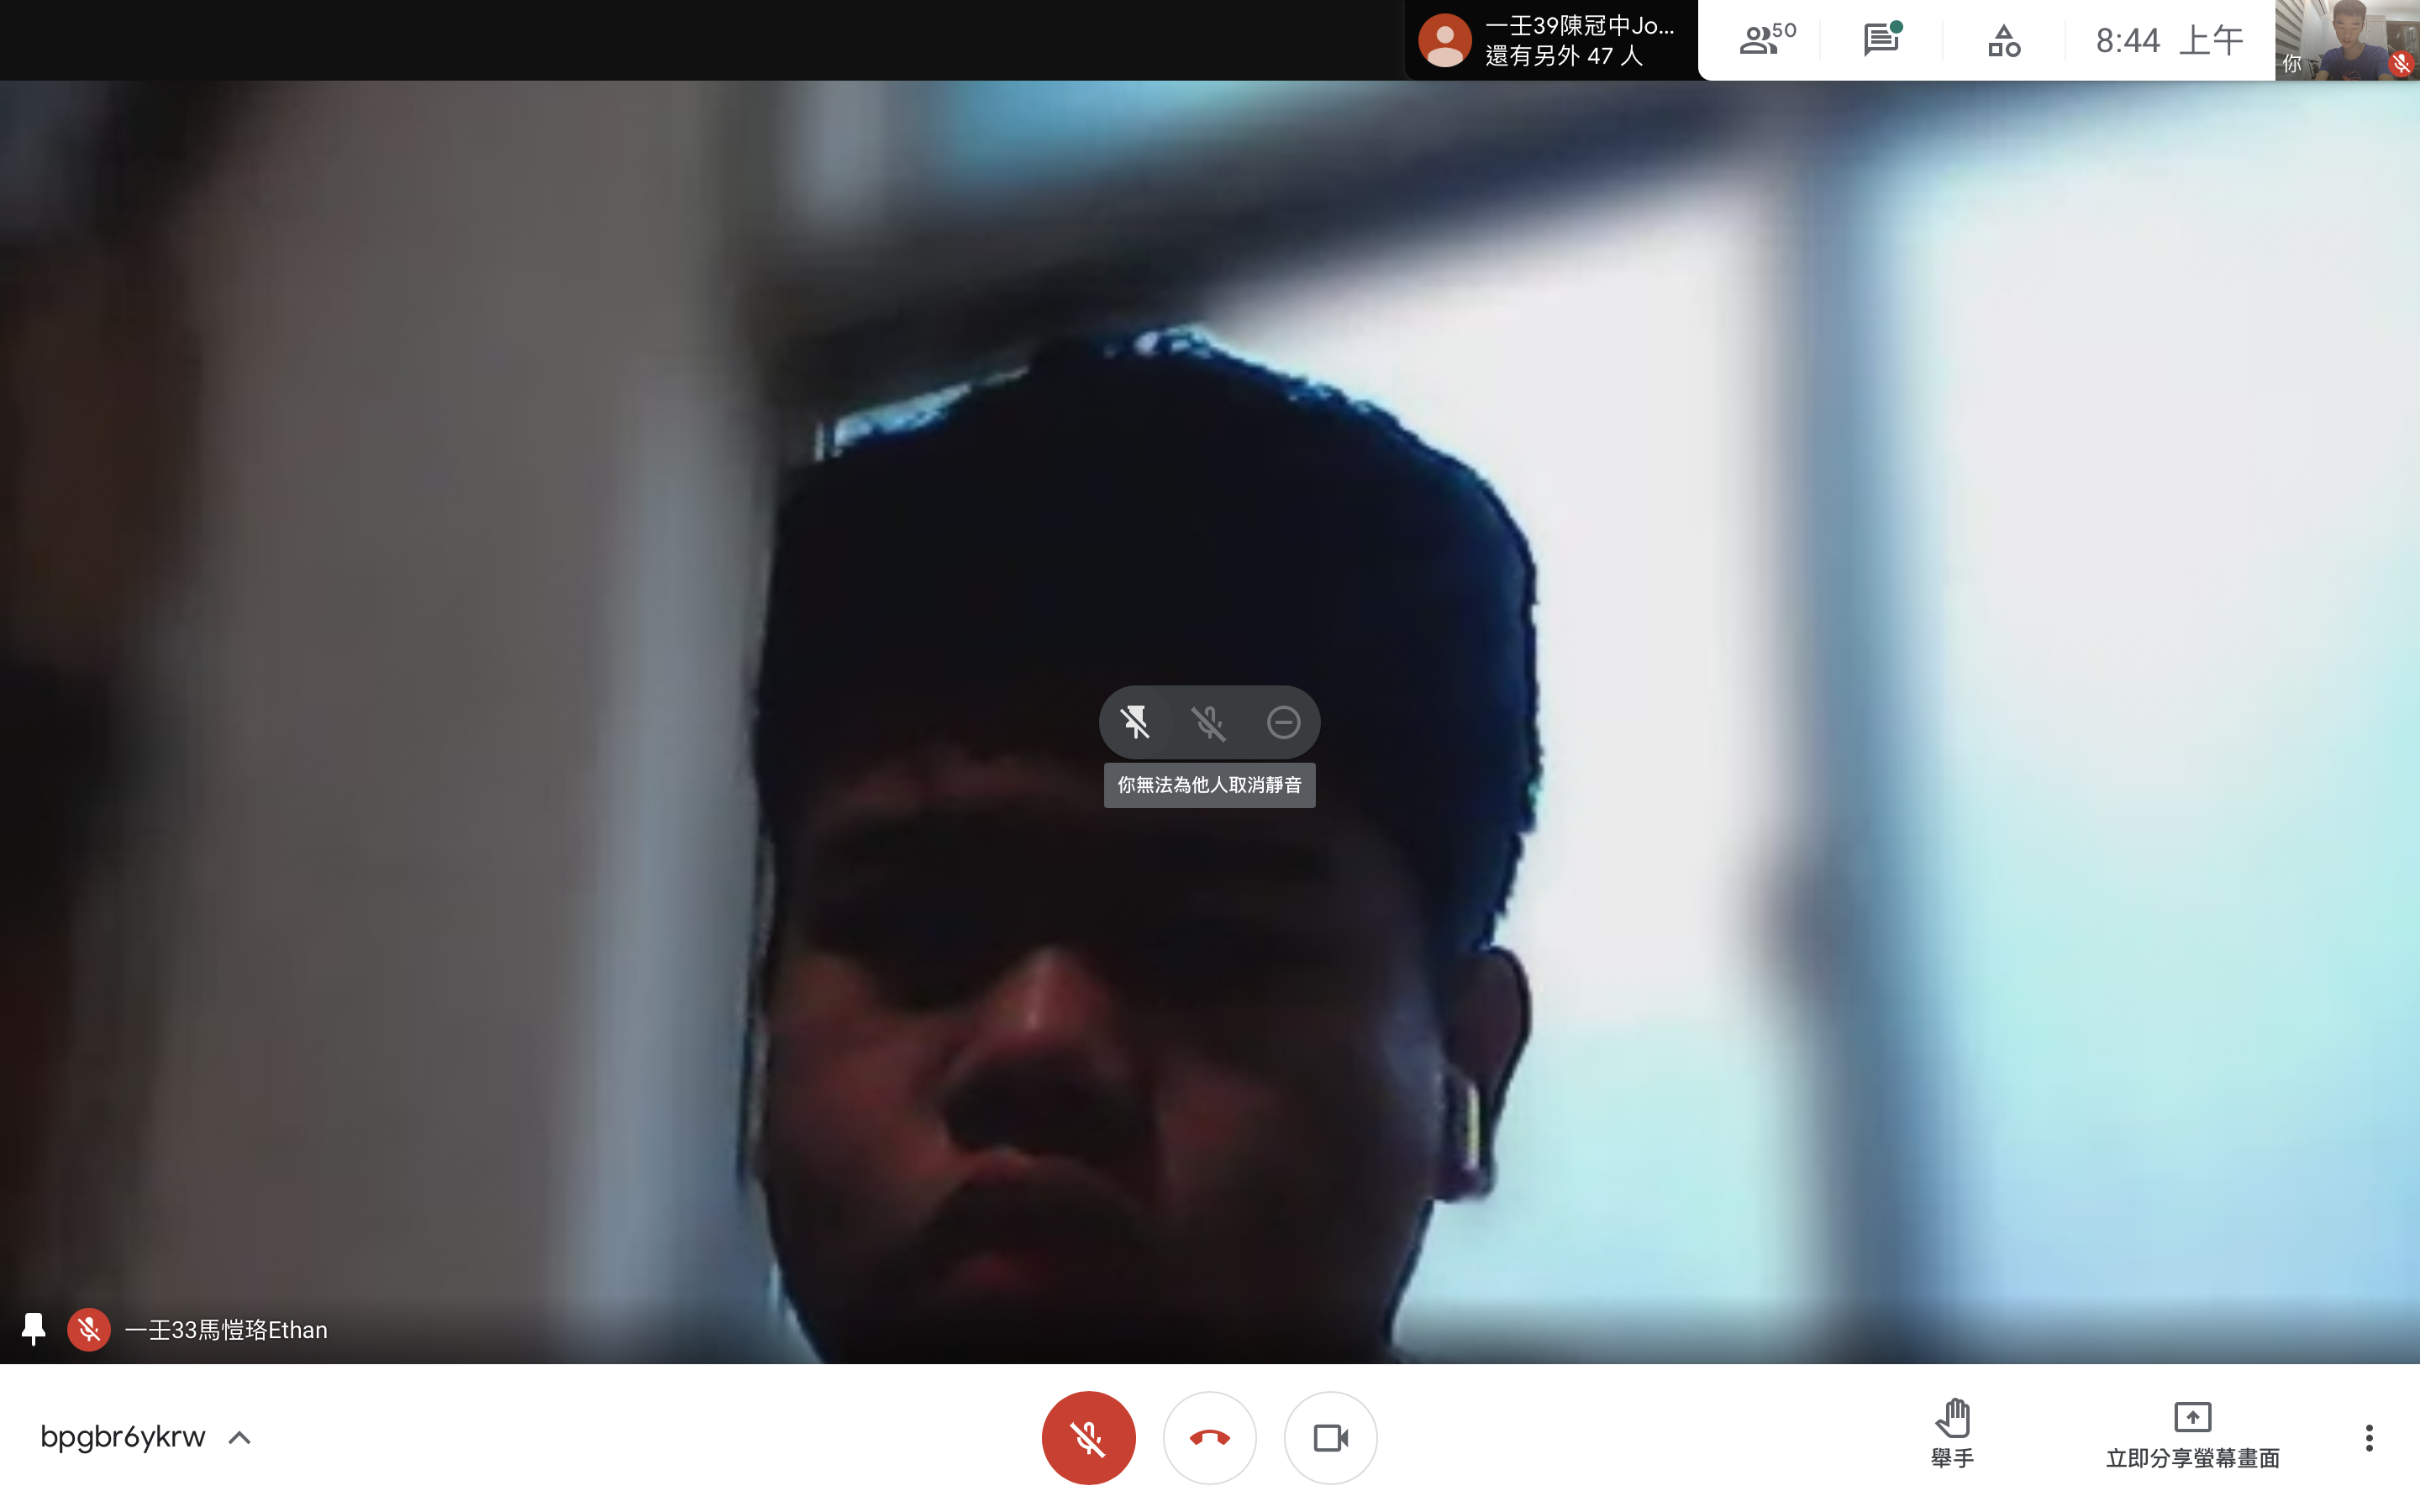 一壬39陳冠中Jo...
還有另外 47 人
50
8:44 上午
你
你無法為他人取消靜音
一壬33馬愷珞Ethan
bpgbr6ykrw
舉手
立即分享螢幕畫面